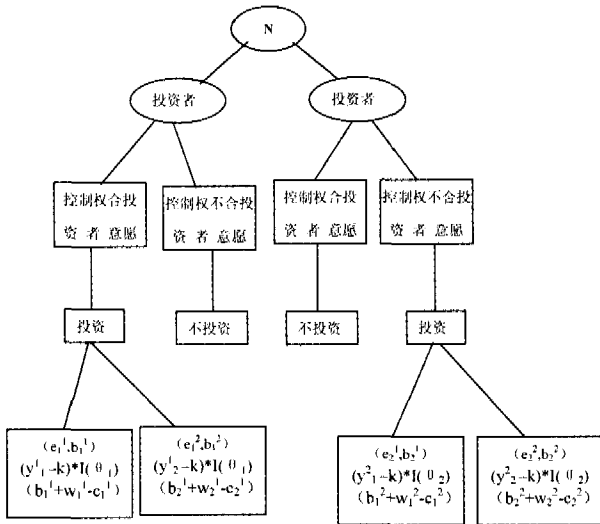 N
投资者
投资者
控制权合投
资 者 意愿
控制权不合投
资 者 意愿
控制权合投
资 者 意愿
控制权不合投
资 者 意愿
投资
不投资
不投资
投资
(e₁¹,b₁¹)
(y¹₁-k)*I( θ ₁)
(b₁¹+w₁¹-c₁¹)
(e₁²,b₁²)
(y¹₂-k)*I( θ ₁)
(b₂¹+w₂¹-c₂¹)
(e₂¹,b₂¹)
(y²₁-k)*I( θ ₂)
(b₁²+w₁²-c₁²)
(e₂²,b₂²)
(y²₂-k)*I( θ ₂)
(b₂²+w₂²-c₂²)